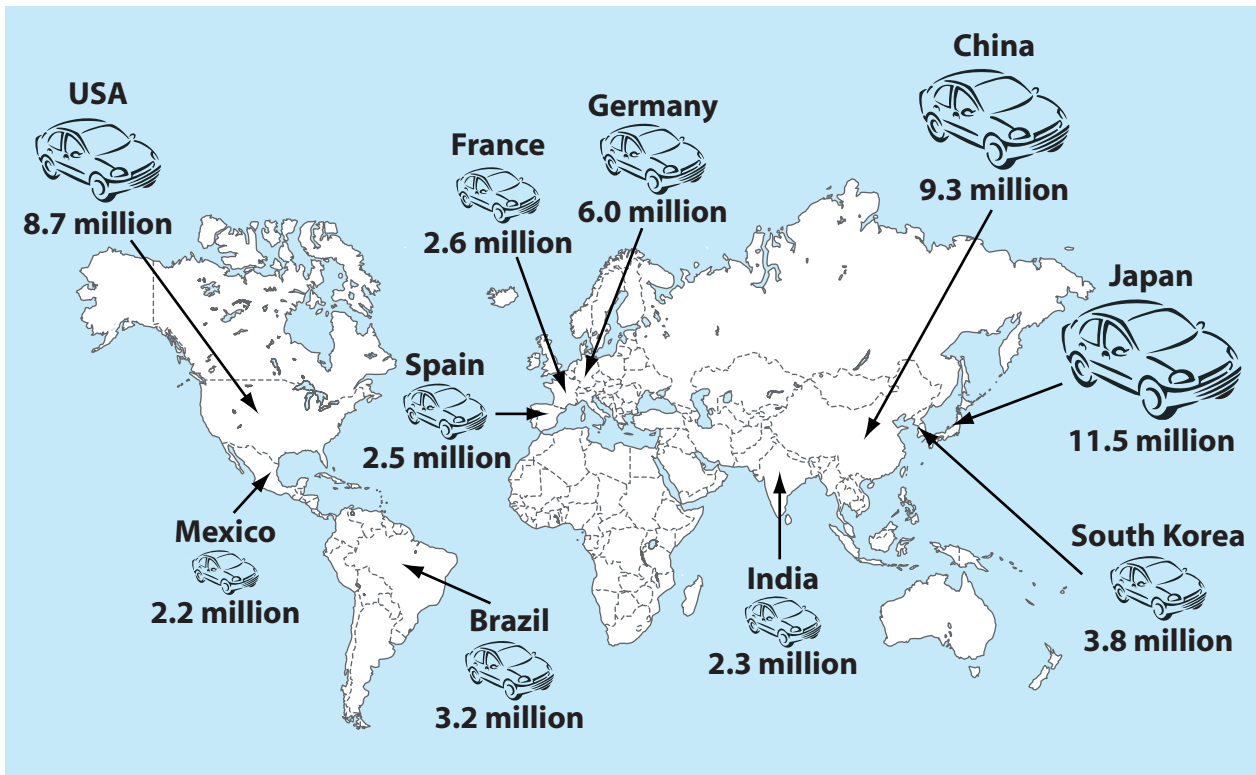 USA
8.7 million
France
2.6 million
Germany
6.0 million
China
9.3 million
Japan
11.5 million
Spain
2.5 million
Mexico
2.2 million
Brazil
3.2 million
India
2.3 million
South Korea
3.8 million